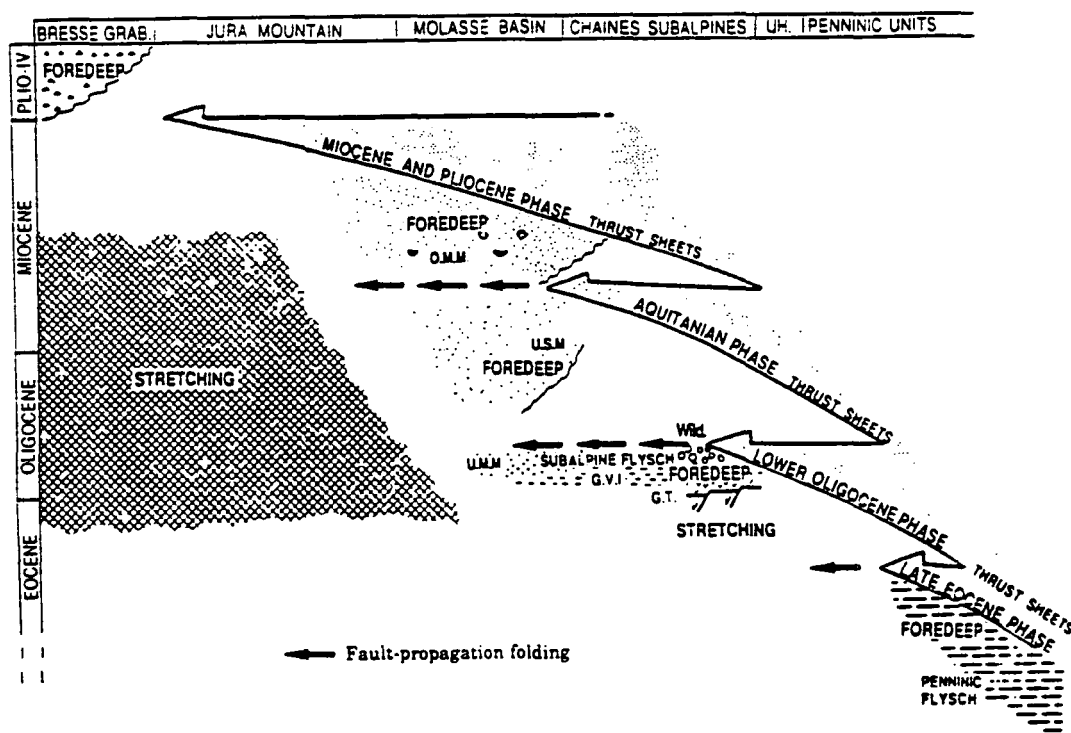 BRESSE GRAB. JURA MOUNTAIN MOLASSE BASIN CHAINES SUBALPINES UH. PENNINIC UNITS
PLIO-IV
MIOCENE
OLIGOCENE
EOCENE
FOREDEEP
MIOCENE AND PLIOCENE PHASE THRUST SHEETS
FOREDEEP
O.M.M
AQUITANIAN PHASE THRUST SHEETS
U.S.M
FOREDEEP
STRETCHING
Wild.
U.M.M SUBALPINE FLYSCH
FOREDEEP
G.V.I
G.T.
STRETCHING
LOWER OLIGOCENE PHASE THRUST SHEETS
LATE EOCENE PHASE
FOREDEEP
PENNINIC
FLYSCH
Fault-propagation folding